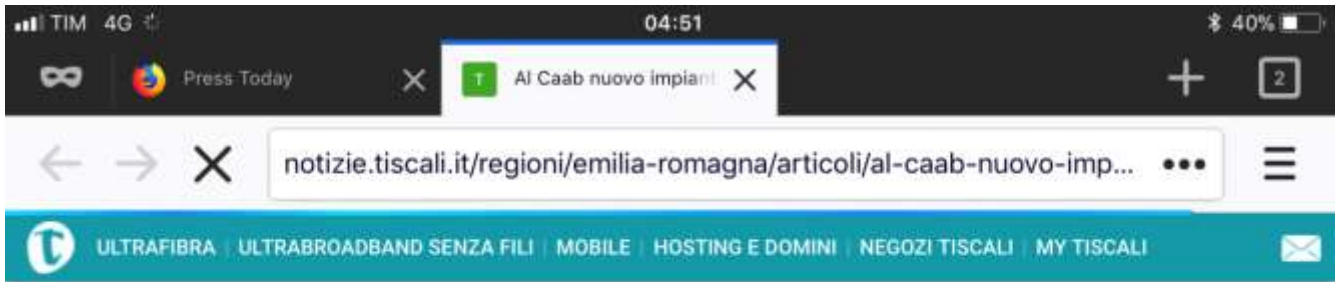 TIM 4G 04:51 40%
Press Today T Al Caab nuovo impiant 2
notizie.tiscali.it/regioni/emilia-romagna/articoli/al-caab-nuovo-imp...
t ULTRAFIBRA | ULTRABROADBAND SENZA FILI | MOBILE | HOSTING E DOMINI | NEGOZI TISCALI | MY TISCALI